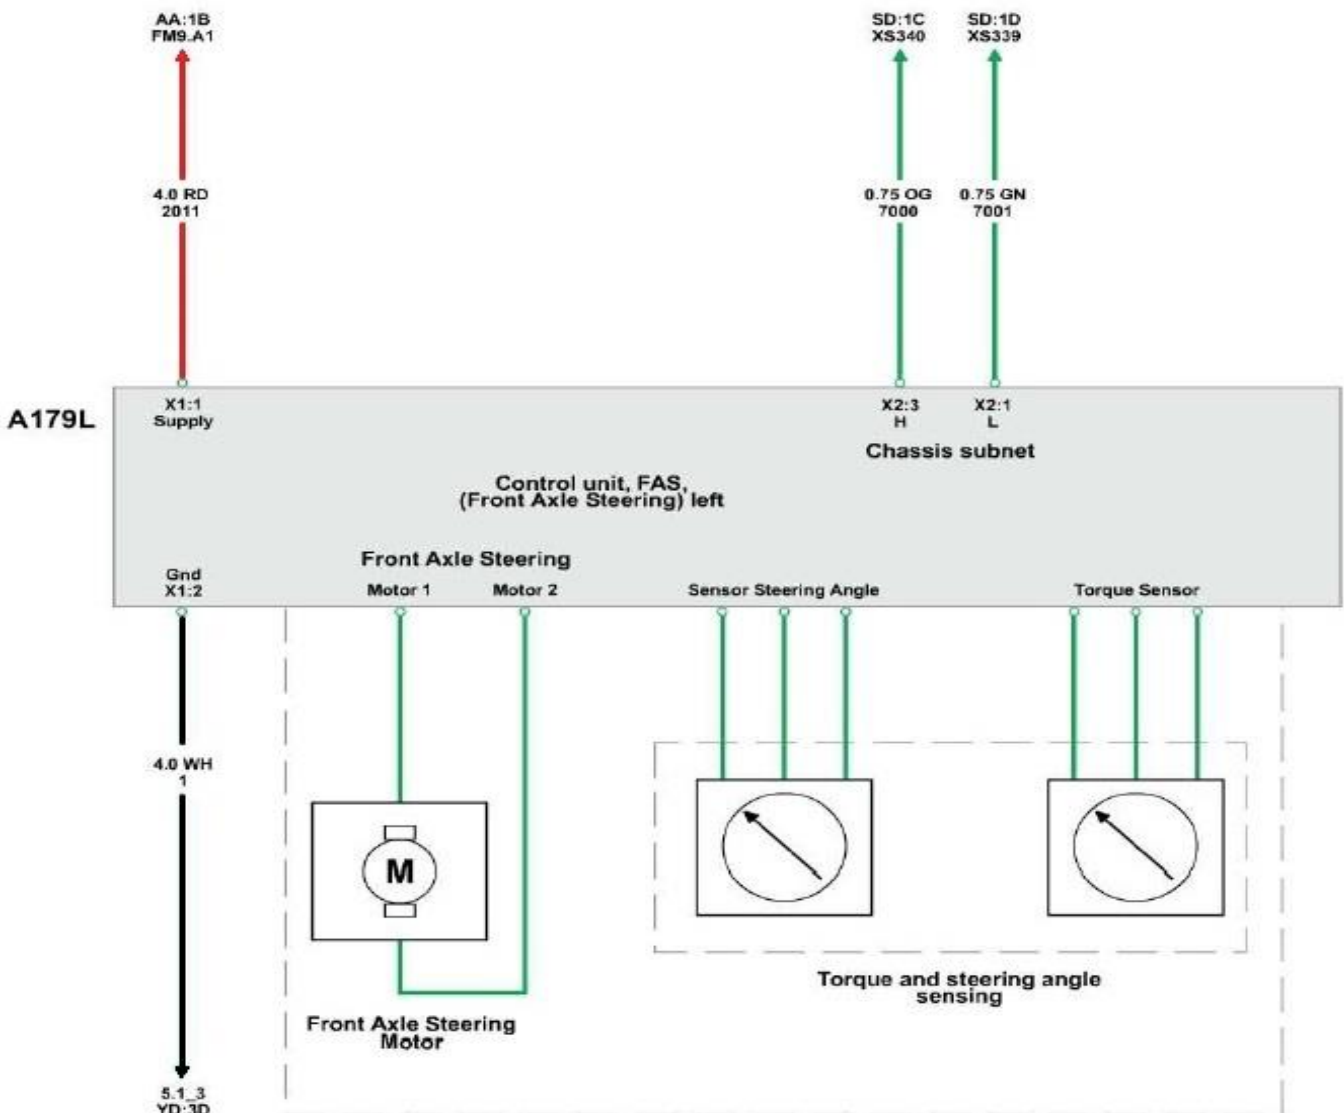 AA:1B
FM9.A1
SD:1C
XS340
SD:1D
XS339
4.0 RD
2011
0.75 OG
7000
0.75 GN
7001
A179L
X1:1
Supply
X2:3
H
X2:1
L
Chassis subnet
Control unit, FAS,
(Front Axle Steering) left
Front Axle Steering
Gnd
X1:2
Motor 1
Motor 2
Sensor Steering Angle
Torque Sensor
4.0 WH
1
M
Torque and steering angle
sensing
Front Axle Steering
Motor
5.1_3
YD:3D